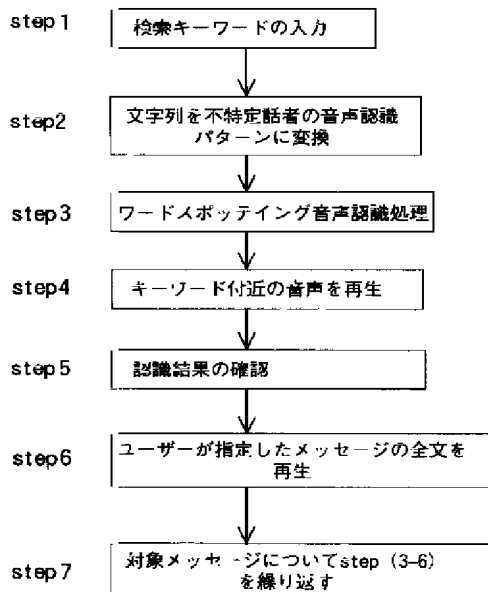 step 1
検索キーワードの入力
step2
文字列を不特定話者の音声認識
パターンに変換
step3
ワードスポッテイング音声認識処理
step4
キーワード付近の音声を再生
step5
認識結果の確認
step6
ユーザーが指定したメッセージの全文を
再生
step7
対象メッセージについてstep (3-6)
を繰り返す